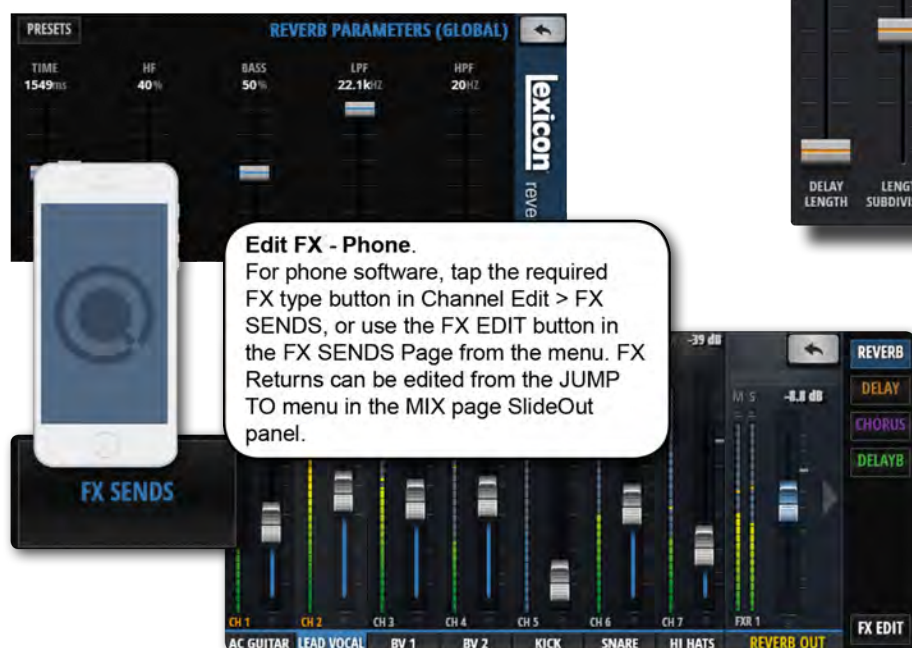 PRESETS
REVERB PARAMETERS (GLOBAL)
TIME HF BASS LPF HPF
1549ms 40% 50% 22.1kHZ 20HZ
lexicon
DELAY LENGTH
Edit FX - Phone.
For phone software, tap the required
FX type button in Channel Edit > FX
SENDS, or use the FX EDIT button in
the FX SENDS Page from the menu. FX
Returns can be edited from the JUMP
TO menu in the MIX page SlideOut
panel.
FX SENDS
-39 dB
M S -8.8 dB
REVERB
DELAY
CHORUS
DELAYB
CH 1 CH 2 CH 3 CH 4 CH 5 CH 6 CH 7 FXR 1
AC GUITAR LEAD VOCAL BV 1 BV 2 KICK SNARE HI HATS REVERB OUT
FX EDIT